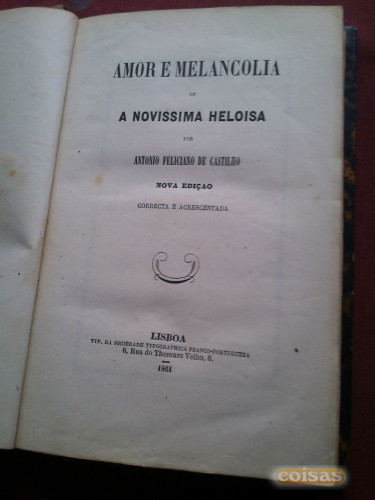 AMOR E MELANCOLIA
OU
A NOVISSIMA HELOISA
POR
ANTONIO FELICIANO DE CASTILHO
NOVA EDIÇÃO
CORRECTA E ACRESCENTADA
LISBOA
TYP. DA SOCIEDADE TYPOGRAPHICA FRANCO-PORTUGUEZA
6, Rua do Thesouro Velho, 6.
1861
coisas